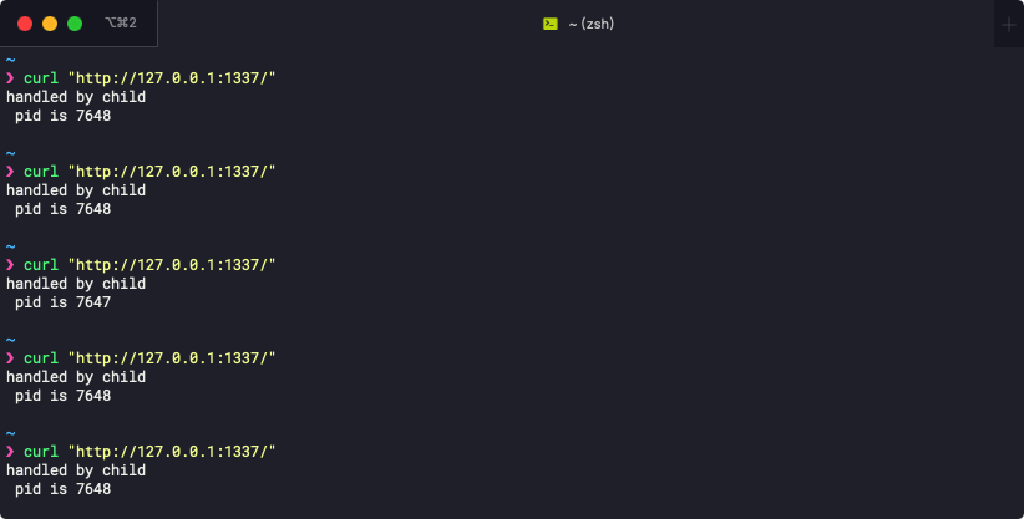 ⌥⌘2
~ (zsh)
~
❯ curl "http://127.0.0.1:1337/"
handled by child
 pid is 7648
~
❯ curl "http://127.0.0.1:1337/"
handled by child
 pid is 7648
~
❯ curl "http://127.0.0.1:1337/"
handled by child
 pid is 7647
~
❯ curl "http://127.0.0.1:1337/"
handled by child
 pid is 7648
~
❯ curl "http://127.0.0.1:1337/"
handled by child
 pid is 7648